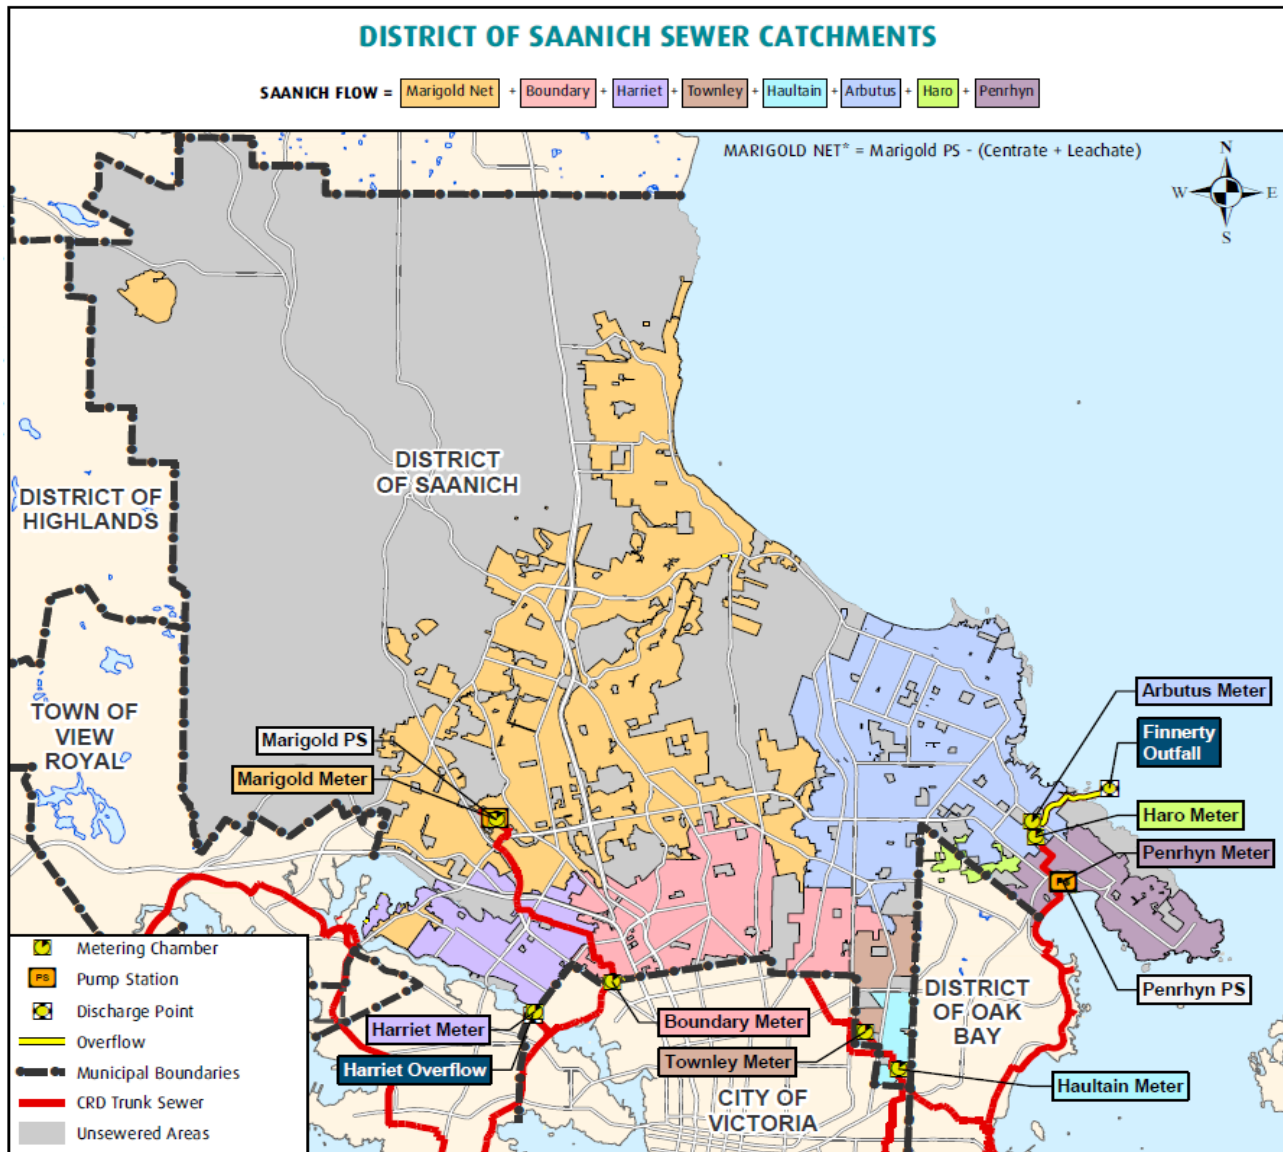 DISTRICT OF SAANICH SEWER CATCHMENTS
SAANICH FLOW = Marigold Net + Boundary + Harriet + Townley + Haultain + Arbutus + Haro + Penrhyn
MARIGOLD NET* = Marigold PS - (Centrate + Leachate)
N
W E
S
DISTRICT
OF SAANICH
DISTRICT OF
HIGHLANDS
TOWN OF
VIEW
ROYAL
Marigold PS
Marigold Meter
Arbutus Meter
Finnerty
Outfall
Haro Meter
Penrhyn Meter
PS
Penrhyn PS
DISTRICT
OF OAK
BAY
Harriet Meter
Harriet Overflow
Boundary Meter
Townley Meter
Haultain Meter
CITY OF
VICTORIA
Metering Chamber
PS Pump Station
Discharge Point
Overflow
Municipal Boundaries
CRD Trunk Sewer
Unsewered Areas